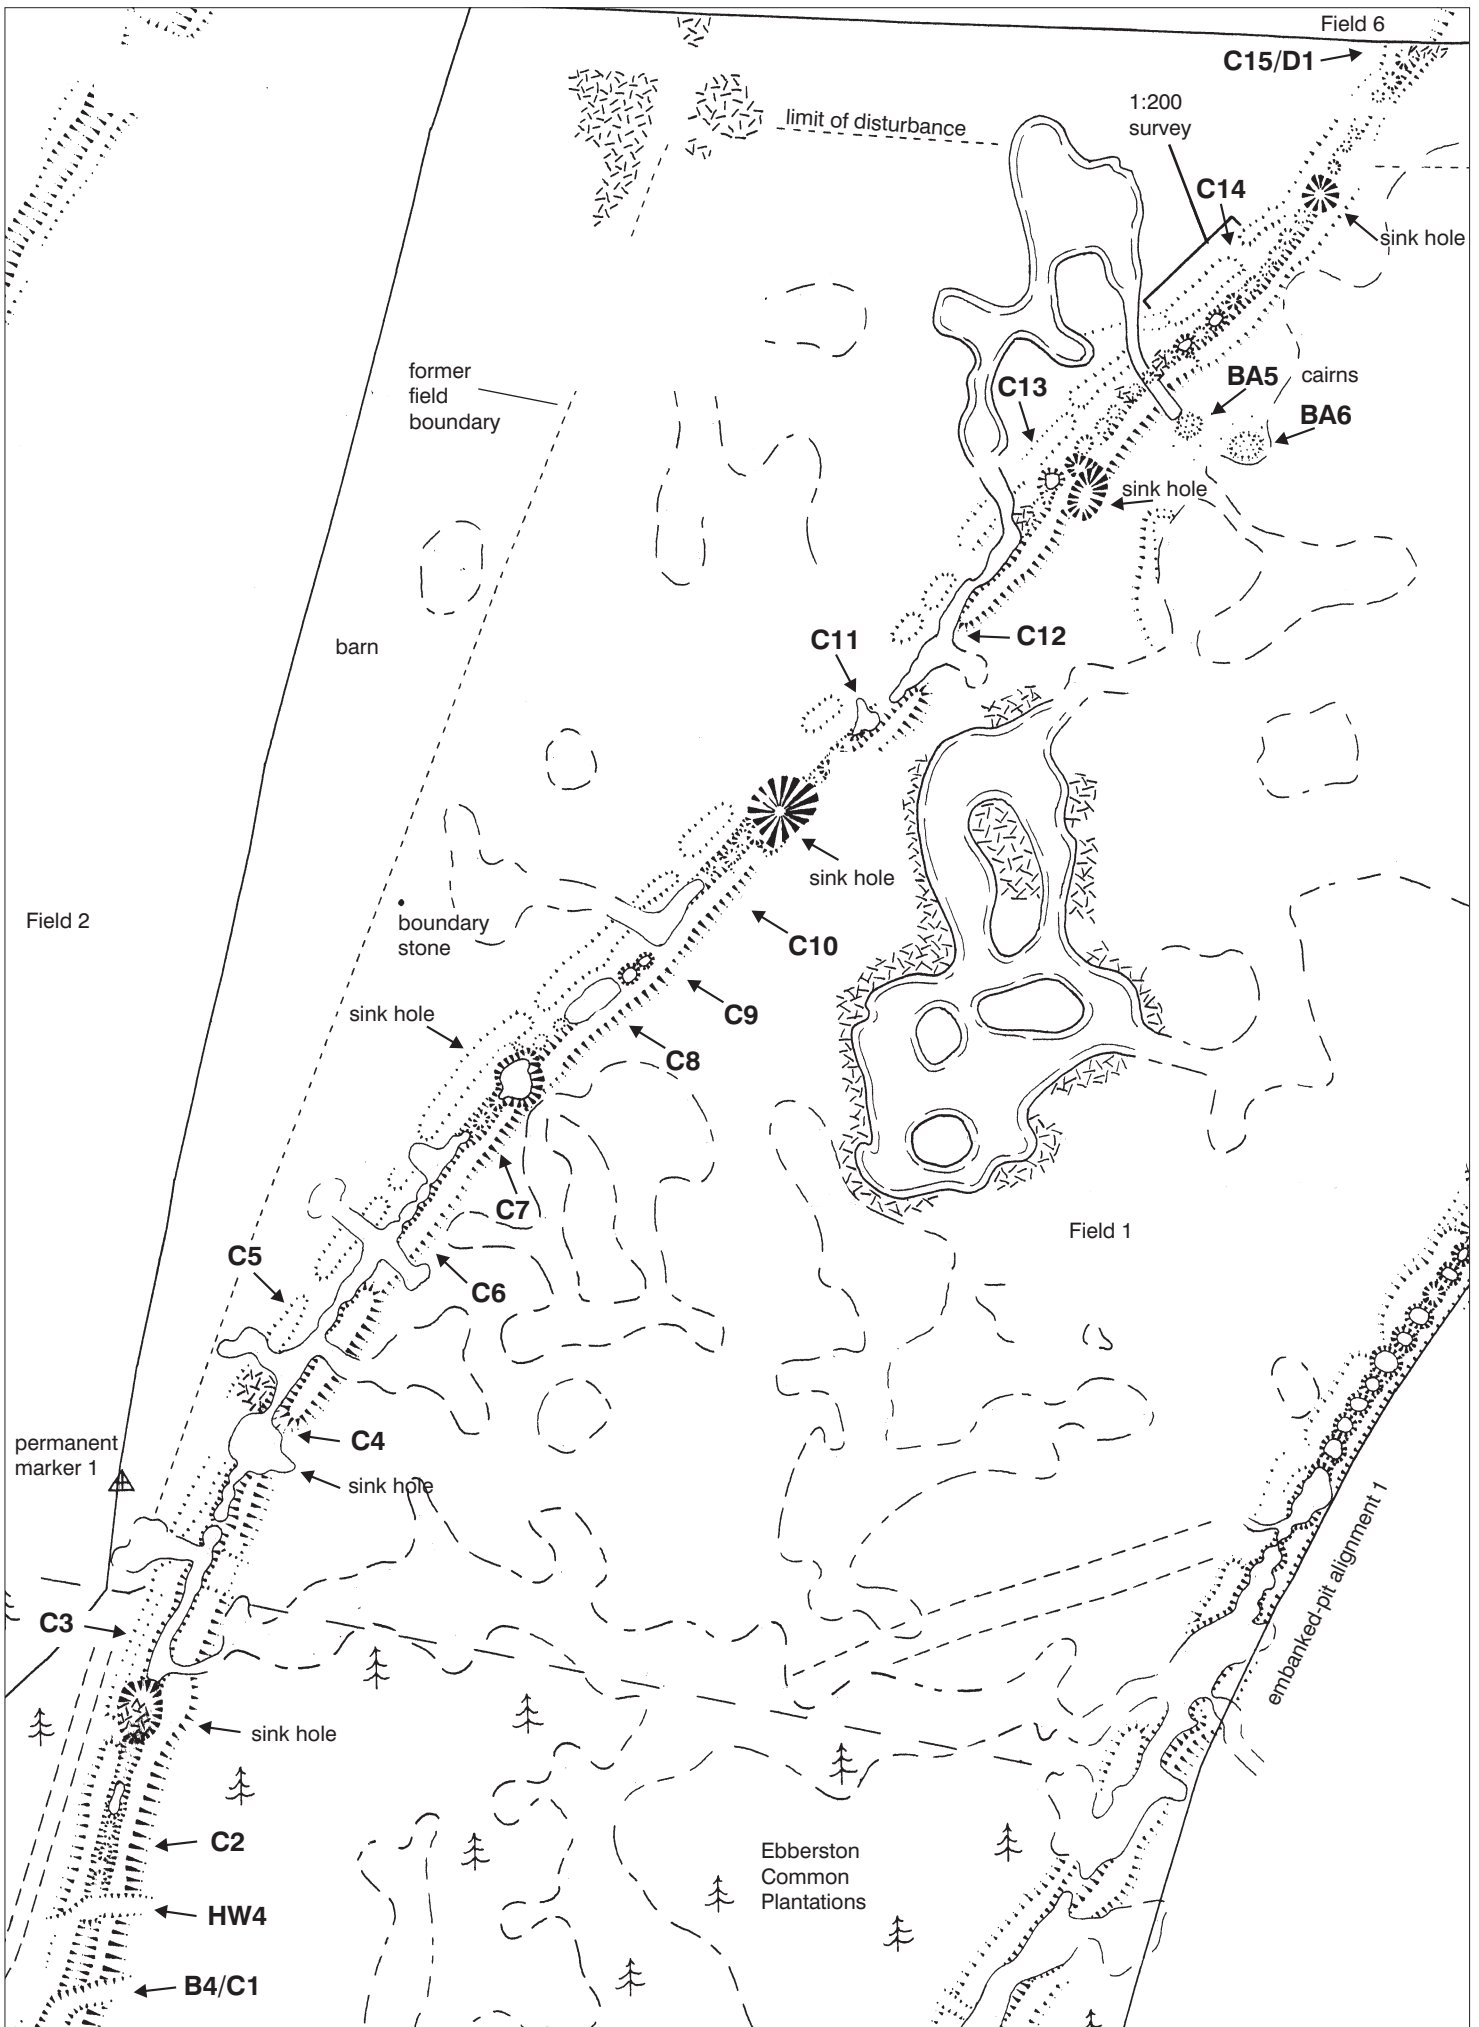 Field 6
C15/D1
1:200
survey
limit of disturbance
C14
sink hole
former
field
boundary
C13
BA5
cairns
BA6
sink hole
barn
C11
C12
sink hole
boundary
stone
Field 2
C10
sink hole
C9
C8
C7
Field 1
C5
C6
permanent
marker 1
C4
sink hole
embanked-pit alignment 1
C3
sink hole
C2
Ebberston
Common
Plantations
HW4
B4/C1